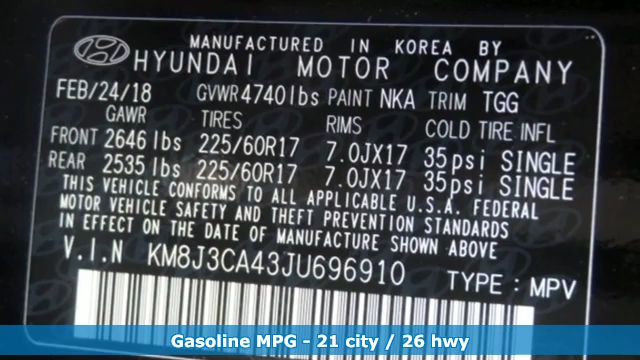 MANUFACTURED IN KOREA BY
HYUNDAI MOTOR COMPANY
FEB/24/18 GVWR 4740lbs PAINT NKA TRIM TGG
GAWR TIRES RIMS COLD TIRE INFL
FRONT 2646 lbs 225/60R17 7.0JX17 35psi SINGLE
REAR 2535 lbs 225/60R17 7.0JX17 35psi SINGLE
THIS VEHICLE CONFORMS TO ALL APPLICABLE U.S.A. FEDERAL
MOTOR VEHICLE SAFETY AND THEFT PREVENTION STANDARDS
IN EFFECT ON THE DATE OF MANUFACTURE SHOWN ABOVE
V.I.N KM8J3CA43JU696910 TYPE : MPV
Gasoline MPG - 21 city / 26 hwy